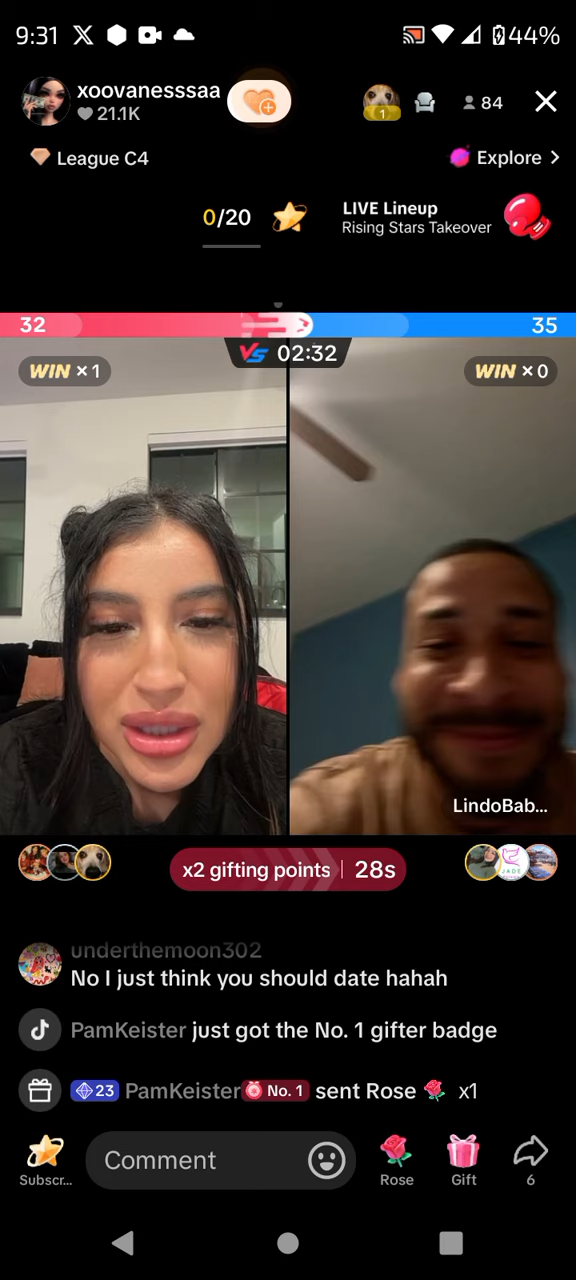 9:31
44%
xoovanesssaa
21.1K
1
84
League C4
Explore
0/20
LIVE Lineup
Rising Stars Takeover
32
35
VS 02:32
WIN × 1
WIN × 0
LindoBab...
x2 gifting points | 28s
underthemoon302
No I just think you should date hahah
PamKeister just got the No. 1 gifter badge
23 PamKeister No. 1 sent Rose x1
Subscr...
Comment
Rose
Gift
6